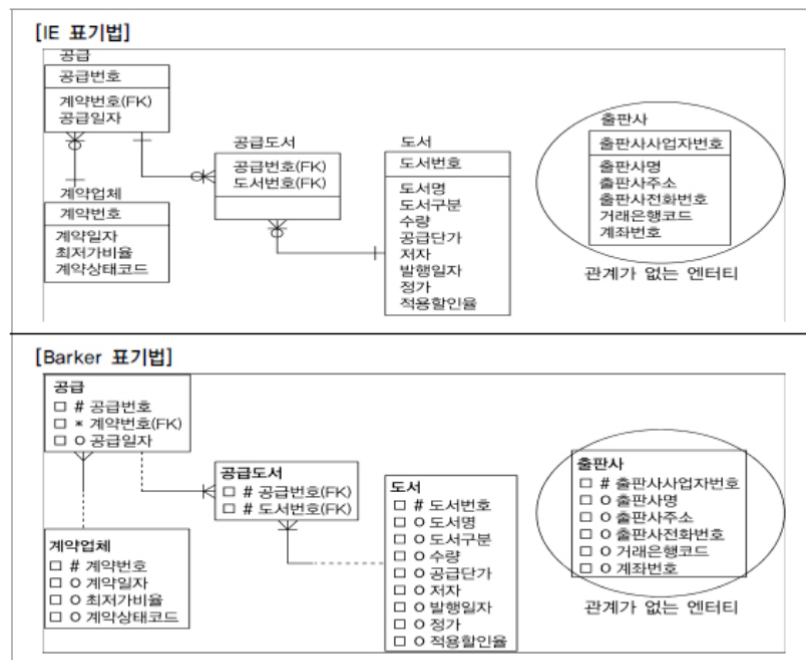 [IE 표기법]
공급
공급번호
계약번호(FK)
공급일자
계약업체
계약번호
계약일자
최저가비율
계약상태코드
공급도서
공급번호(FK)
도서번호(FK)
도서
도서번호
도서명
도서구분
수량
공급단가
저자
발행일자
정가
적용할인율
출판사
출판사사업자번호
출판사명
출판사주소
출판사전화번호
거래은행코드
계좌번호
관계가 없는 엔터티
[Barker 표기법]
공급
□ # 공급번호
□ * 계약번호(FK)
□ O 공급일자
계약업체
□ # 계약번호
□ O 계약일자
□ O 최저가비율
□ O 계약상태코드
공급도서
□ # 공급번호(FK)
□ # 도서번호(FK)
도서
□ # 도서번호
□ O 도서명
□ O 도서구분
□ O 수량
□ O 공급단가
□ O 저자
□ O 발행일자
□ O 정가
□ O 적용할인율
출판사
□ # 출판사사업자번호
□ O 출판사명
□ O 출판사주소
□ O 출판사전화번호
□ O 거래은행코드
□ O 계좌번호
관계가 없는 엔터티